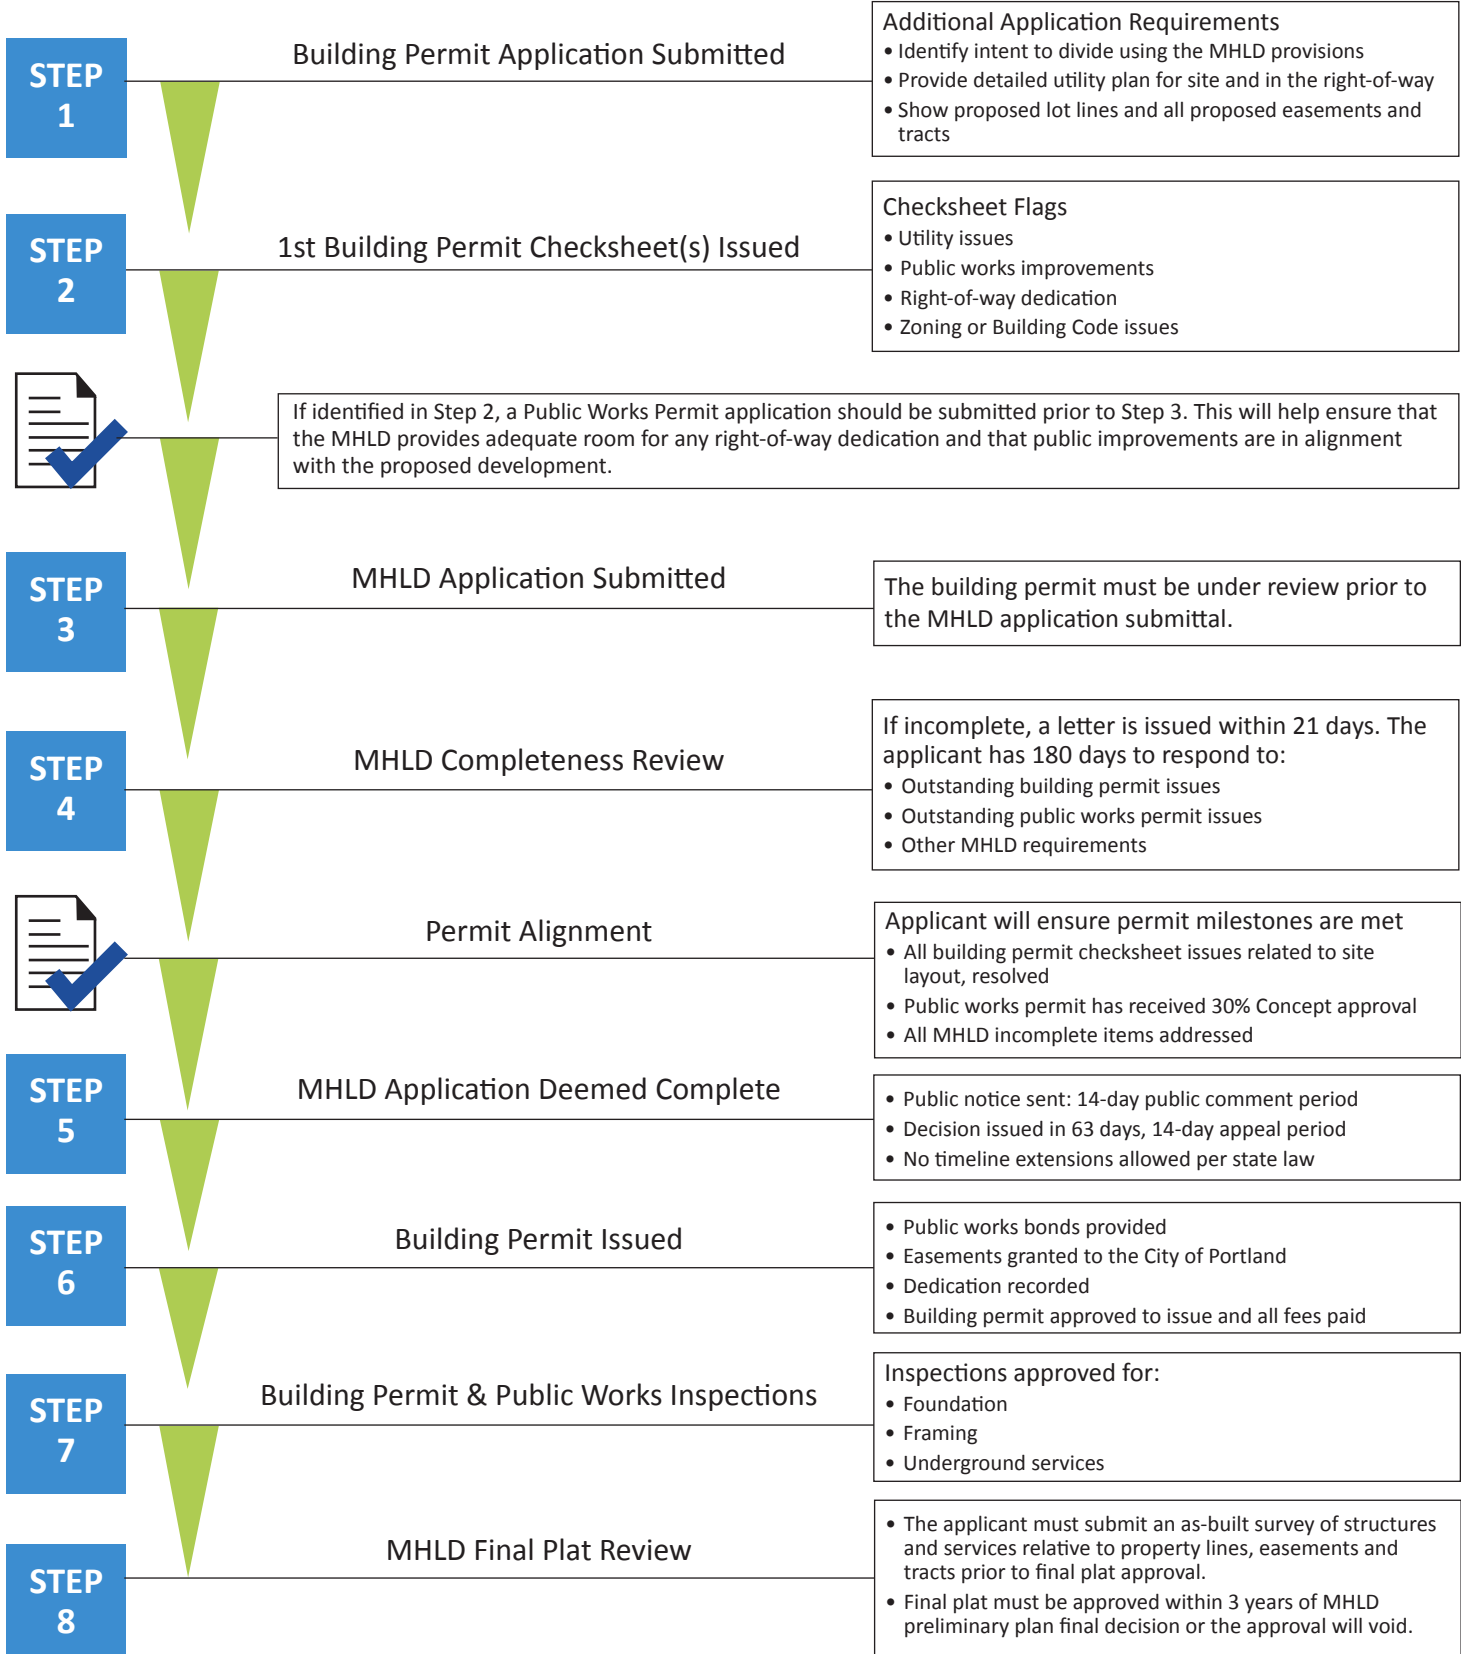 STEP
1
Building Permit Application Submitted
Additional Application Requirements
• Identify intent to divide using the MHLD provisions
• Provide detailed utility plan for site and in the right-of-way
• Show proposed lot lines and all proposed easements and
tracts
STEP
2
1st Building Permit Checksheet(s) Issued
Checksheet Flags
• Utility issues
• Public works improvements
• Right-of-way dedication
• Zoning or Building Code issues
If identified in Step 2, a Public Works Permit application should be submitted prior to Step 3. This will help ensure that
the MHLD provides adequate room for any right-of-way dedication and that public improvements are in alignment
with the proposed development.
STEP
3
MHLD Application Submitted
The building permit must be under review prior to
the MHLD application submittal.
STEP
4
MHLD Completeness Review
If incomplete, a letter is issued within 21 days. The
applicant has 180 days to respond to:
• Outstanding building permit issues
• Outstanding public works permit issues
• Other MHLD requirements
Permit Alignment
Applicant will ensure permit milestones are met
• All building permit checksheet issues related to site
layout, resolved
• Public works permit has received 30% Concept approval
• All MHLD incomplete items addressed
STEP
5
MHLD Application Deemed Complete
• Public notice sent: 14-day public comment period
• Decision issued in 63 days, 14-day appeal period
• No timeline extensions allowed per state law
STEP
6
Building Permit Issued
• Public works bonds provided
• Easements granted to the City of Portland
• Dedication recorded
• Building permit approved to issue and all fees paid
STEP
7
Building Permit & Public Works Inspections
Inspections approved for:
• Foundation
• Framing
• Underground services
STEP
8
MHLD Final Plat Review
• The applicant must submit an as-built survey of structures
and services relative to property lines, easements and
tracts prior to final plat approval.
• Final plat must be approved within 3 years of MHLD
preliminary plan final decision or the approval will void.